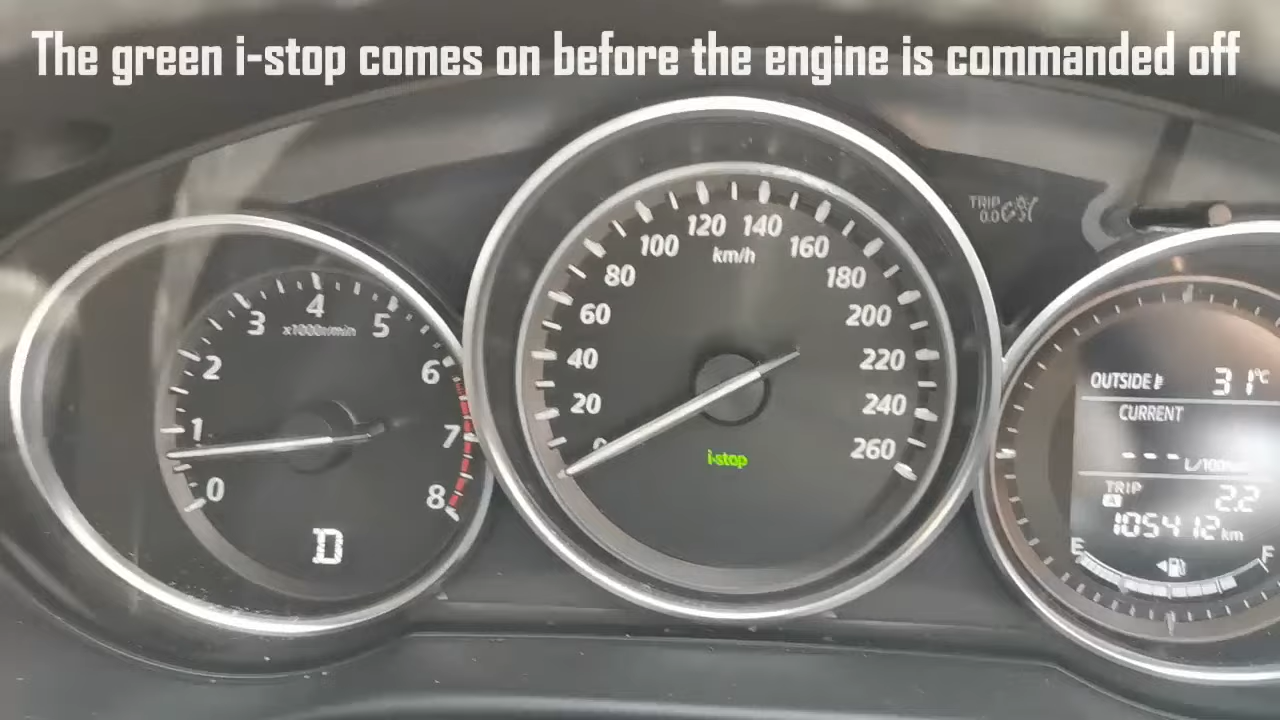 The green i-stop comes on before the engine is commanded off
0
1
2
3
4
5
6
7
8
x1000r/min
D
0
20
40
60
80
100
120
140
160
180
200
220
240
260
km/h
i-stop
TRIP
OUTSIDE 31°C
CURRENT
--- L/100km
TRIP
A 2.2
105412 km
E F